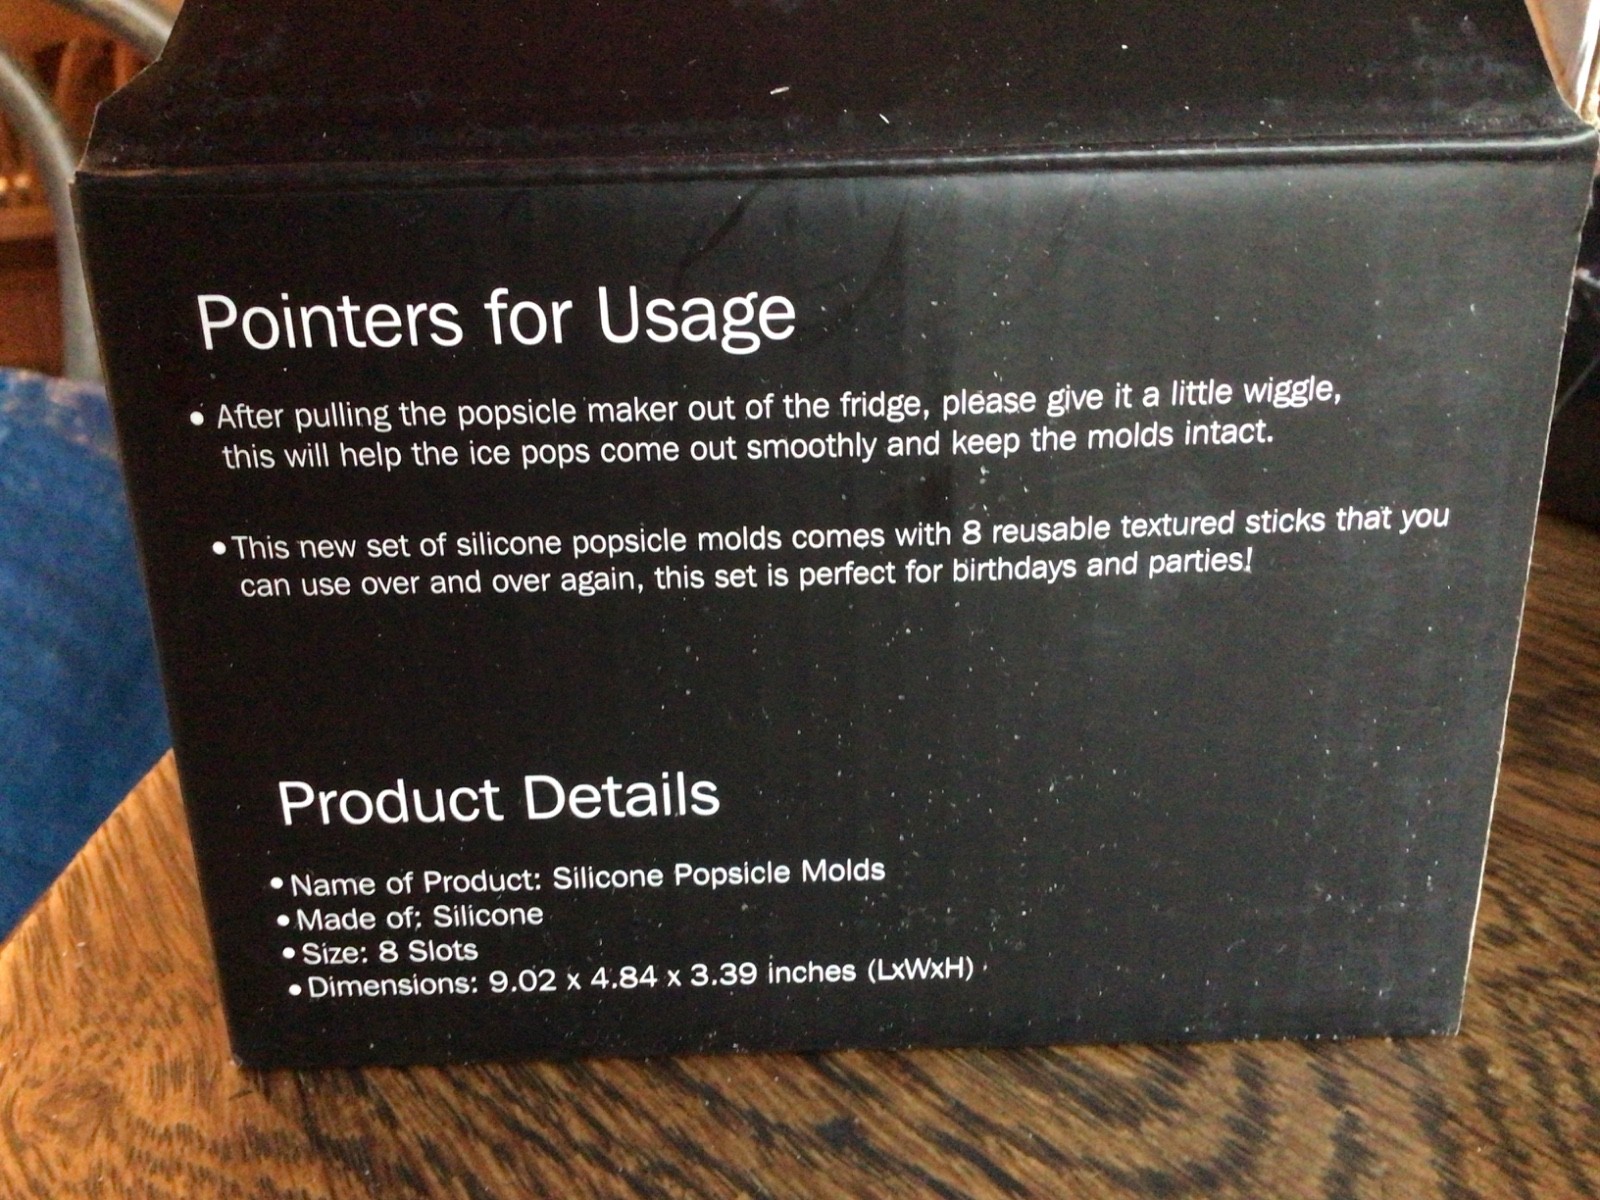 Pointers for Usage
• After pulling the popsicle maker out of the fridge, please give it a little wiggle,
this will help the ice pops come out smoothly and keep the molds intact.
• This new set of silicone popsicle molds comes with 8 reusable textured sticks that you
can use over and over again, this set is perfect for birthdays and parties!
Product Details
• Name of Product: Silicone Popsicle Molds
• Made of: Silicone
• Size: 8 Slots
• Dimensions: 9.02 x 4.84 x 3.39 inches (LxWxH)